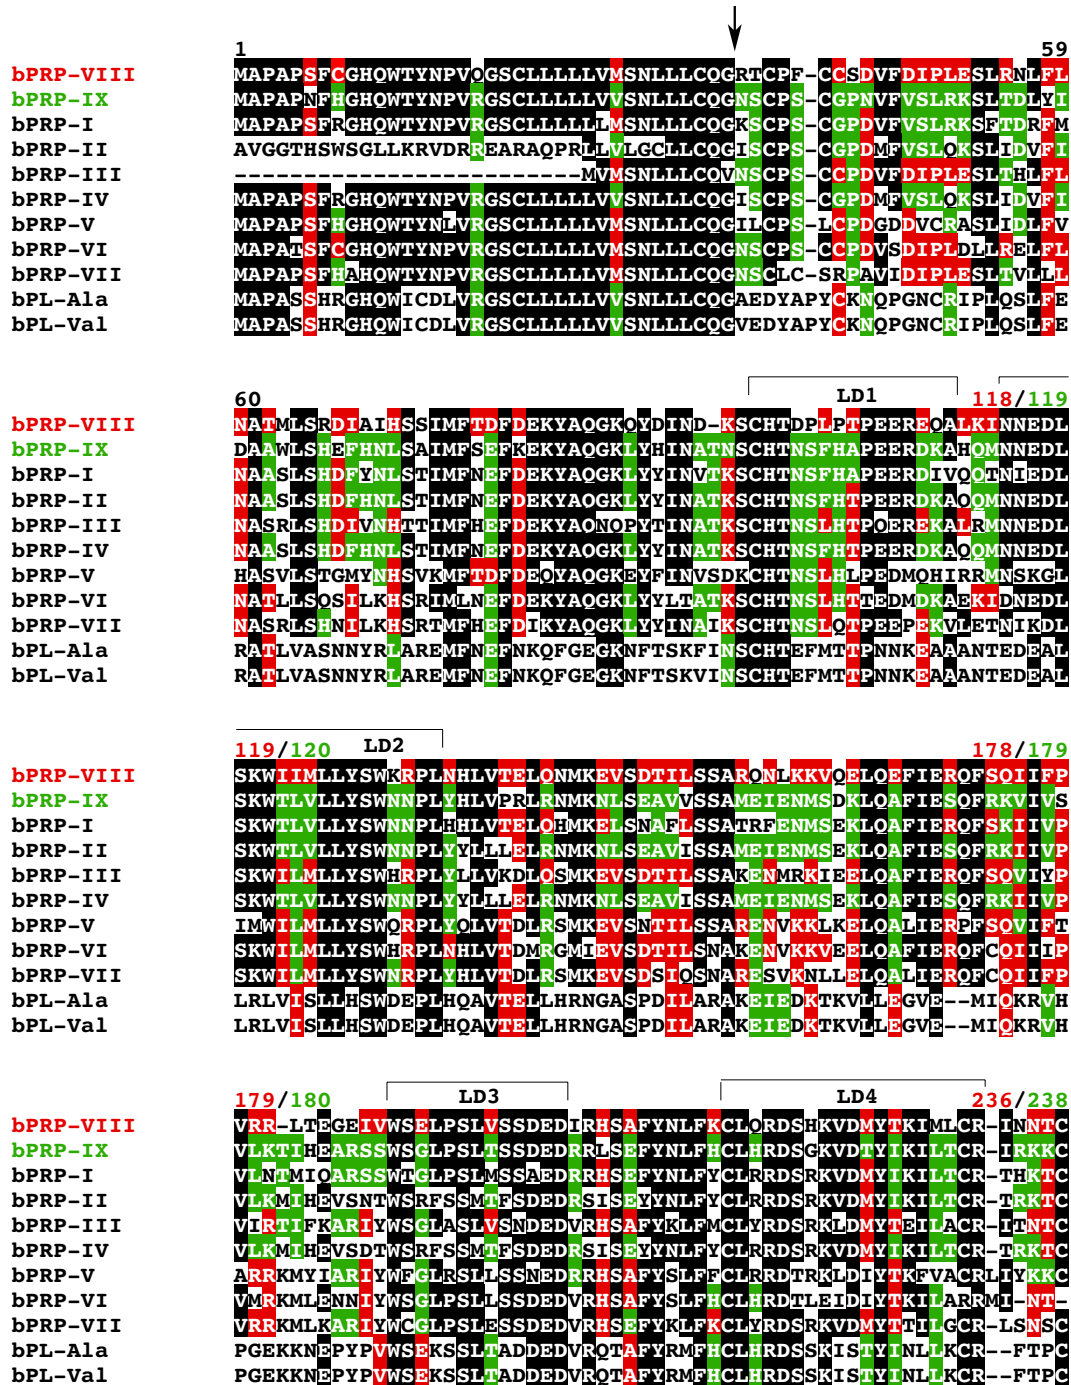 1 59
bPRP-VIII MAPAPSFCGHQWTYNPVQGSCLLLLLVMSNLLLCQGRTCPF-CCSDVFDIPLESLRNLFL
bPRP-IX MAPAPNFHGHQWTYNPVRGSCLLLLLVVSNLLLCQGNSCPS-CGPNVFVSLRKSLTDLYI
bPRP-I MAPAPSFRGHQWTYNPVRGSCLLLLLLMSNLLLCQGKSCPS-CGPDVFVSLRKSFTDRFM
bPRP-II AVGGTHSWSGLLKRVDRREARAQPRLLVLGCLLCQGISCPS-CGPDMFVSLQKSLIDVFI
bPRP-III -------------------------MVMSNLLLCQVNSCPS-CCPDVFDIPLESLTHLFL
bPRP-IV MAPAPSFRGHQWTYNPVRGSCLLLLLVVSNLLLCQGISCPS-CGPDMFVSLQKSLIDVFI
bPRP-V MAPAPSFHGHQWTYNLVRGSCLLLLLVVSNLLLCQGILCPS-LCPDGDDVCRASLIDLFV
bPRP-VI MAPATSFCGHQWTYNPVRGSCLLLLLVMSNLLLCQGNSCPS-CCPDVSDIPLDLLRELFL
bPRP-VII MAPAPSFHAHQWTYNPVRGSCLLLLLVMSNLLLCQGNSCLC-SRPAVIDIPLESLTVLLL
bPL-Ala MAPASSHRGHQWICDLVRGSCLLLLLVVSNLLLCQGAEDYAPYCKNQPGNCRIPLQSLFE
bPL-Val MAPASSHRGHQWICDLVRGSCLLLLLVVSNLLLCQGVEDYAPYCKNQPGNCRIPLQSLFE
60 LD1 118/119
bPRP-VIII NATMLSRDIAIHSSIMFTDFDEKYAQGKQYDIND-KSCHTDPLPTPEEREQALKINNEDL
bPRP-IX DAAWLSHEFHNLSAIMFSEFKEKYAQGKLYHINATNSCHTNSFHAPEERDKAHQMNNEDL
bPRP-I NAASLSHDFYNLSTIMFNEFDEKYAQGKLYYINVTKSCHTNSFHAPEERDIVQQTNIEDL
bPRP-II NAASLSHDFHNLSTIMFNEFDEKYAQGKLYYINATKSCHTNSFHTPEERDKAQQMNNEDL
bPRP-III NASRLSHDIVNHTTIMFHEFDEKYAQNQPYTINATKSCHTNSLHTPQEREKALRMNNEDL
bPRP-IV NAASLSHDFHNLSTIMFNEFDEKYAQGKLYYINATKSCHTNSFHTPEERDKAQQMNNEDL
bPRP-V HASVLSTGMYNHSVKMFTDFDEQYAQGKEYFINVSDKCHTNSLHLPEDMQHIRRMNSKGL
bPRP-VI NATLLSQSILKHSRIMLNEFDEKYAQGKLYYLTATKSCHTNSLHTTEDMDKAEKIDNEDL
bPRP-VII NASRLSHNILKHSRTMFHEFDIKYAQGKLYYINAIKSCHTNSLQTPEEPEKVLETNIKDL
bPL-Ala RATLVASNNYRLAREMFNEFNKQFGEGKNFTSKFINSCHTEFMTTPNNKEAAANTEDEAL
bPL-Val RATLVASNNYRLAREMFNEFNKQFGEGKNFTSKVINSCHTEFMTTPNNKEAAANTEDEAL
119/120 LD2 178/179
bPRP-VIII SKWIIMLLYSWKRPLNHLVTELQNMKEVSDTILSSARQNLKKVQELQEFIERQFSQIIFP
bPRP-IX SKWTLVLLYSWNNPLYHLVPRLRNMKNLSEAVVSSAMEIENMSDKLQAFIESQFRKVIVS
bPRP-I SKWTLVLLYSWNNPLHHLVTELQHMKELSNAFLSSATRFENMSEKLQAFIERQFSKIIVP
bPRP-II SKWTLVLLYSWNNPLYYLLLELRNMKNLSEAVISSAMEIENMSEKLQAFIERQFRKIIVP
bPRP-III SKWILMLLYSWHRPLYLLVKDLQSMKEVSDTILSSAKENMRKIEELQAFIERQFSQVIYP
bPRP-IV SKWTLVLLYSWNNPLYYLLLELRNMKNLSEAVISSAMEIENMSEKLQAFIESQFRKIIVP
bPRP-V IMWILMLLYSWQRPLYQLVTDLRSMKEVSNTILSSARENVKKLKELQALIERPFSQVIFT
bPRP-VI SKWILMLLYSWHRPLNHLVTDMRGMIEVSDTILSNAKENVKKVEELQAFIERQFCQIIIP
bPRP-VII SKWILMLLYSWNRPLYHLVTDLRSMKEVSDSIQSNARESVKNLLELQALIERQFCQIIFP
bPL-Ala LRLVISLLHSWDEPLHQAVTELLHRNGASPDILARAKEIEDKTKVLLEGVE--MIQKRVH
bPL-Val LRLVISLLHSWDEPLHQAVTELLHRNGASPDILARAKEIEDKTKVLLEGVE--MIQKRVH
179/180 LD3 LD4 236/238
bPRP-VIII VRR-LTEGEIVWSELPSLVSSDEDIRHSAFYNLFKCLQRDSHKVDMYTKIMLCR-INNTC
bPRP-IX VLKTIHEARSSWSGLPSLTSSDEDRRLSEFYNLFHCLHRDSGKVDTYIKILTCR-IRKKC
bPRP-I VLNTMIQARSSWTGLPSLMSSAEDRRHSEFYNLFYCLHRDSRKVDMYIKILTCR-THKTC
bPRP-II VLKMIHEVSNTWSRFSSMTFSDEDRSISEYYNLFYCLRRDSRKVDMYIKILTCR-TRKTC
bPRP-III VIRTIFKARIYWSGLASLVSNDEDVRHSAFYKLFMCLYRDSRKLDMYTEILACR-ITNTC
bPRP-IV VLKMIHEVSDTWSRFSSMTFSDEDRSISEYYNLFYCLRRDSRKVDMYIKILTCR-TRKTC
bPRP-V ARRKMYIARIYWFGLRSLLSSNEDRRHSAFYSLFFCLRRDTRKLDIYTKFVACRLIYKKC
bPRP-VI VMRKMLENNIYWSGLPSLLSSDEDVRHSAFYSLFHCLHRDTLEIDIYTKILARRMI-NT-
bPRP-VII VRRKMLKARIYWCGLPSLESSDEDVRHSEFYKLFKCLYRDSRKVDMYTTILGCR-LSNSC
bPL-Ala PGEKKNEPYPVWSEKSSLTADDEDVRQTAFYRMFHCLHRDSSKISTYINLLKCR--FTPC
bPL-Val PGEKKNEPYPVWSEKSSLTADDEDVRQTAFYRMFHCLHRDSSKISTYINLLKCR--FTPC